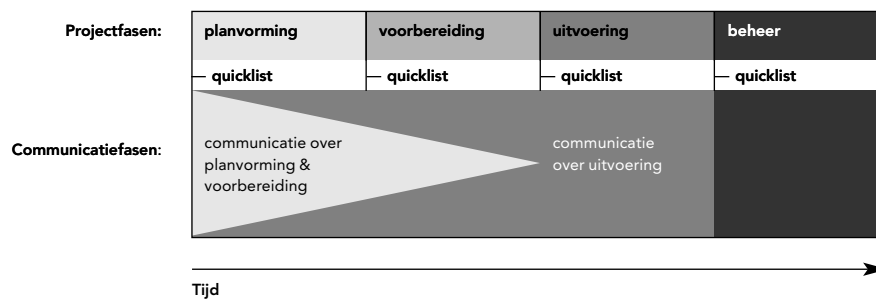 Projectfasen: planvorming voorbereiding uitvoering beheer
quicklist quicklist quicklist quicklist
Communicatiefasen:
communicatie over
planvorming &
voorbereiding
communicatie
over uitvoering
Tijd